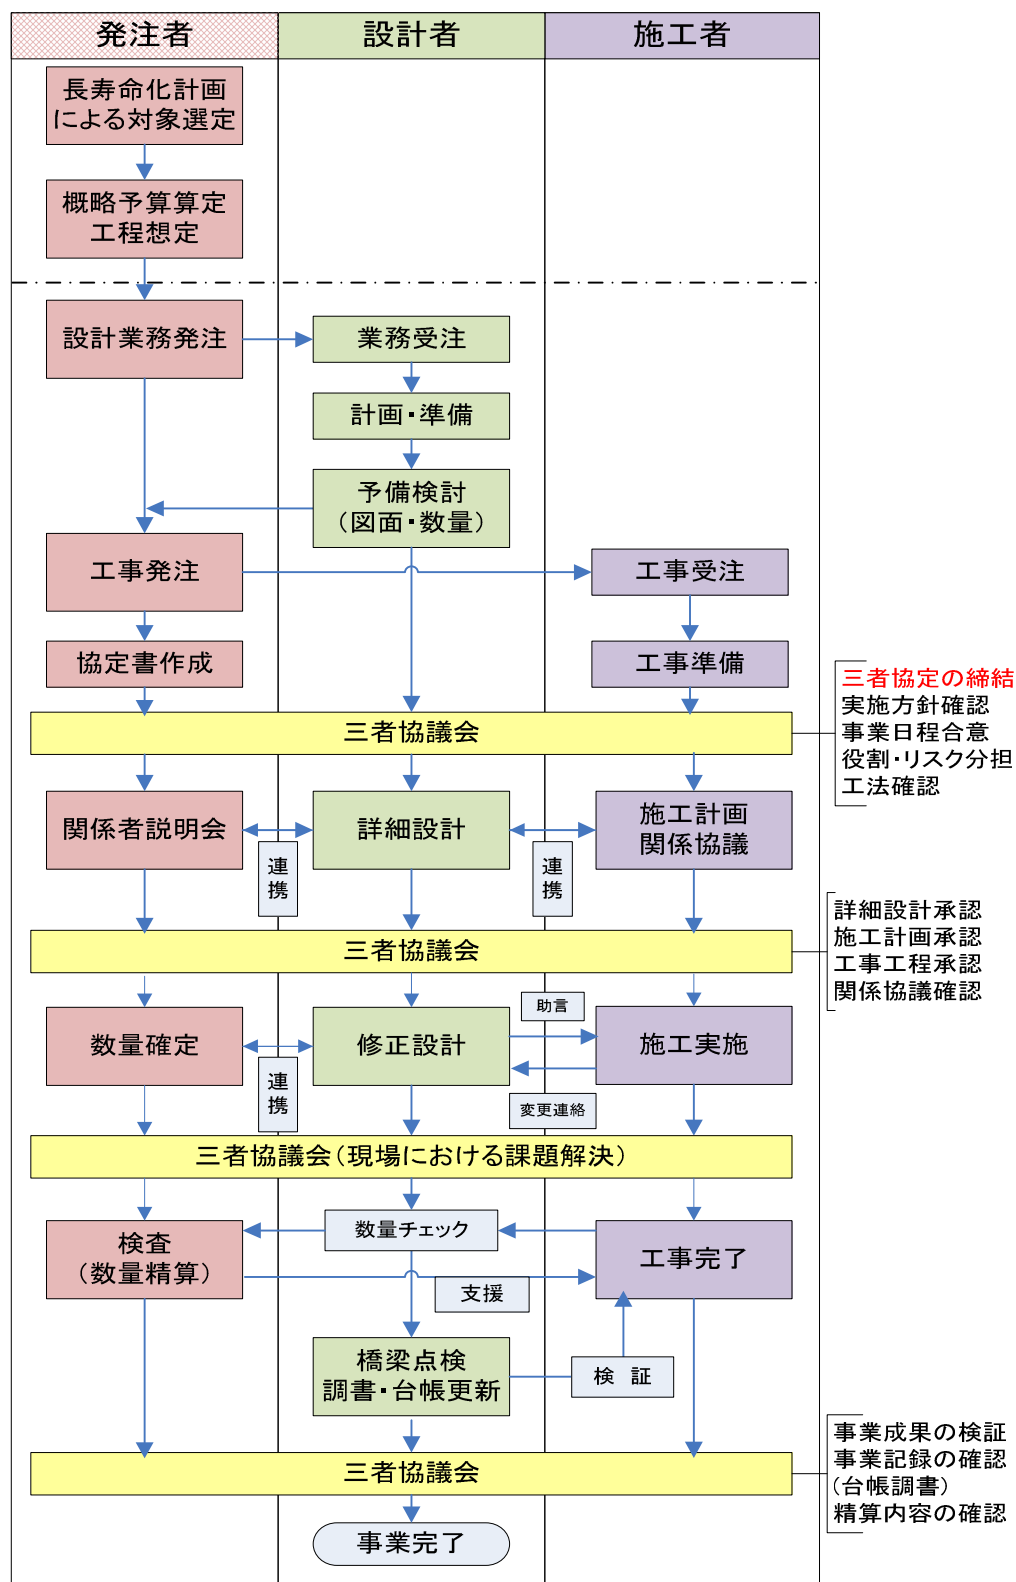 発注者
設計者
施工者
長寿命化計画
による対象選定
概略予算算定
工程想定
設計業務発注
業務受注
計画・準備
予備検討
（図面・数量）
工事発注
工事受注
協定書作成
工事準備
三者協議会
三者協定の締結
実施方針確認
事業日程合意
役割・リスク分担
工法確認
関係者説明会
詳細設計
施工計画
関係協議
連
携
連
携
三者協議会
詳細設計承認
施工計画承認
工事工程承認
関係協議確認
助言
数量確定
修正設計
施工実施
連
携
変更連絡
三者協議会（現場における課題解決）
数量チェック
検査
（数量精算）
工事完了
支援
橋梁点検
調書・台帳更新
検　証
三者協議会
事業成果の検証
事業記録の確認
（台帳調書）
精算内容の確認
事業完了